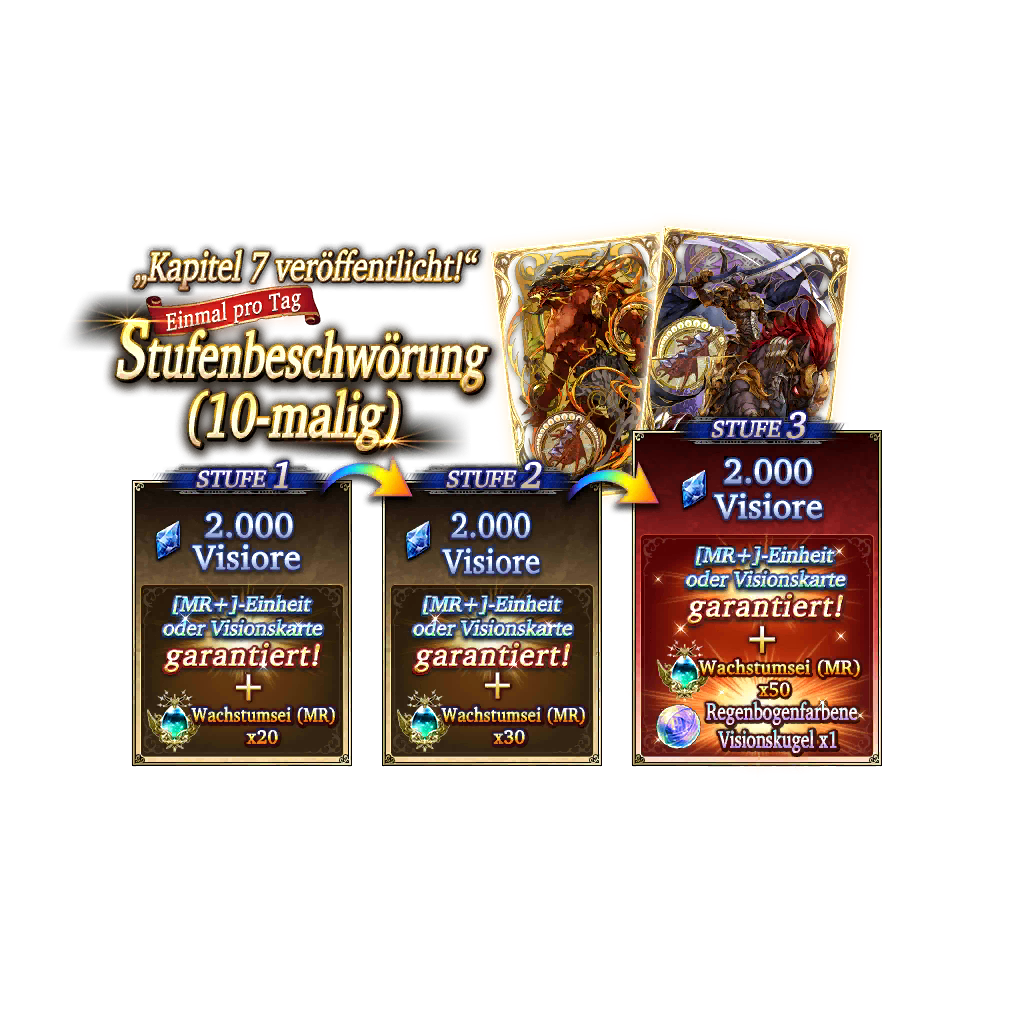 „Kapitel 7 veröffentlicht!“
Einmal pro Tag
Stufenbeschwörung
(10-malig)
STUFE 1
2.000
Visiore
[MR+]-Einheit
oder Visionskarte
garantiert!
+
Wachstumsei (MR)
x20
STUFE 2
2.000
Visiore
[MR+]-Einheit
oder Visionskarte
garantiert!
+
Wachstumsei (MR)
x30
STUFE 3
2.000
Visiore
[MR+]-Einheit
oder Visionskarte
garantiert!
+
Wachstumsei (MR)
x50
Regenbogenfarbene
Visionskugel x1